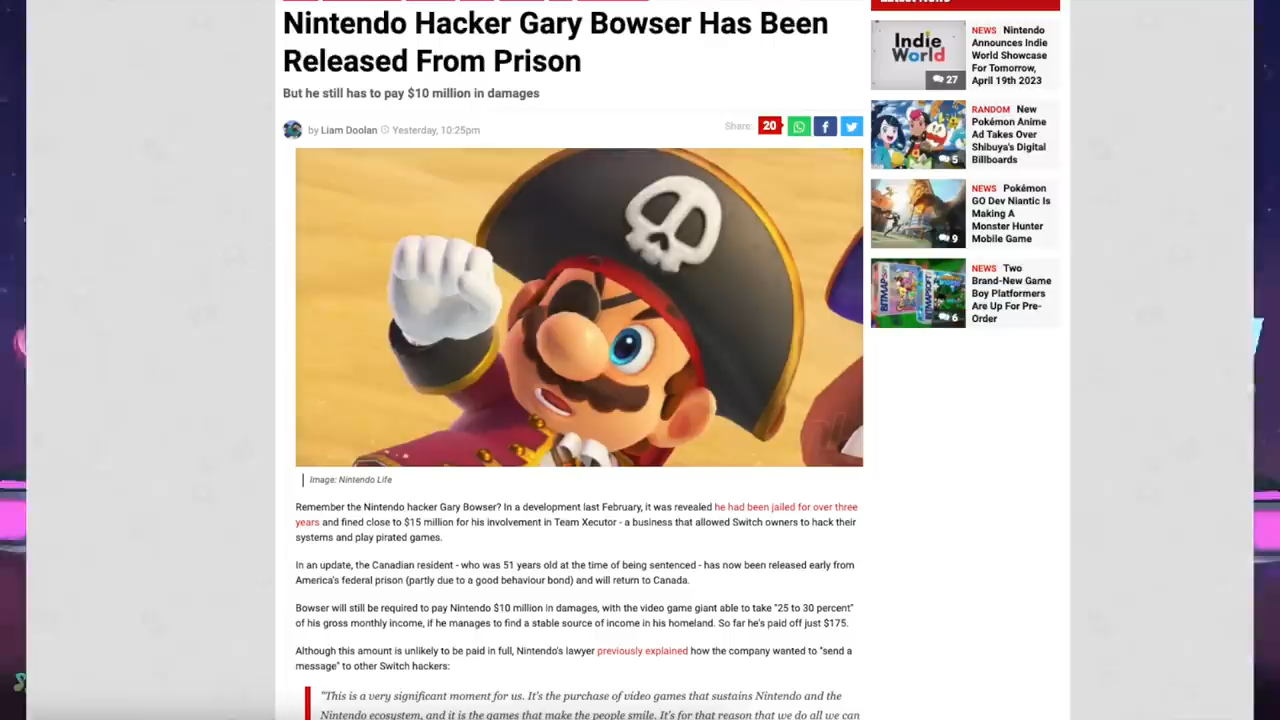 Nintendo Hacker Gary Bowser Has Been
Released From Prison
But he still has to pay $10 million in damages
by Liam Doolan Yesterday, 10:25pm
Share: 20
Image: Nintendo Life
Remember the Nintendo hacker Gary Bowser? In a development last February, it was revealed he had been jailed for over three
years and fined close to $15 million for his involvement in Team Xecutor - a business that allowed Switch owners to hack their
systems and play pirated games.
In an update, the Canadian resident - who was 51 years old at the time of being sentenced - has now been released early from
America's federal prison (partly due to a good behaviour bond) and will return to Canada.
Bowser will still be required to pay Nintendo $10 million in damages, with the video game giant able to take "25 to 30 percent"
of his gross monthly income, if he manages to find a stable source of income in his homeland. So far he's paid off just $175.
Although this amount is unlikely to be paid in full, Nintendo's lawyer previously explained how the company wanted to "send a
message" to other Switch hackers:
"This is a very significant moment for us. It's the purchase of video games that sustains Nintendo and the
Nintendo ecosystem, and it is the games that make the people smile. It's for that reason that we do all we can
Latest News
Indie
World
27
NEWS Nintendo
Announces Indie
World Showcase
For Tomorrow,
April 19th 2023
5
RANDOM New
Pokémon Anime
Ad Takes Over
Shibuya's Digital
Billboards
9
NEWS Pokémon
GO Dev Niantic Is
Making A
Monster Hunter
Mobile Game
BITMAP
6
NEWS Two
Brand-New Game
Boy Platformers
Are Up For Pre-
Order